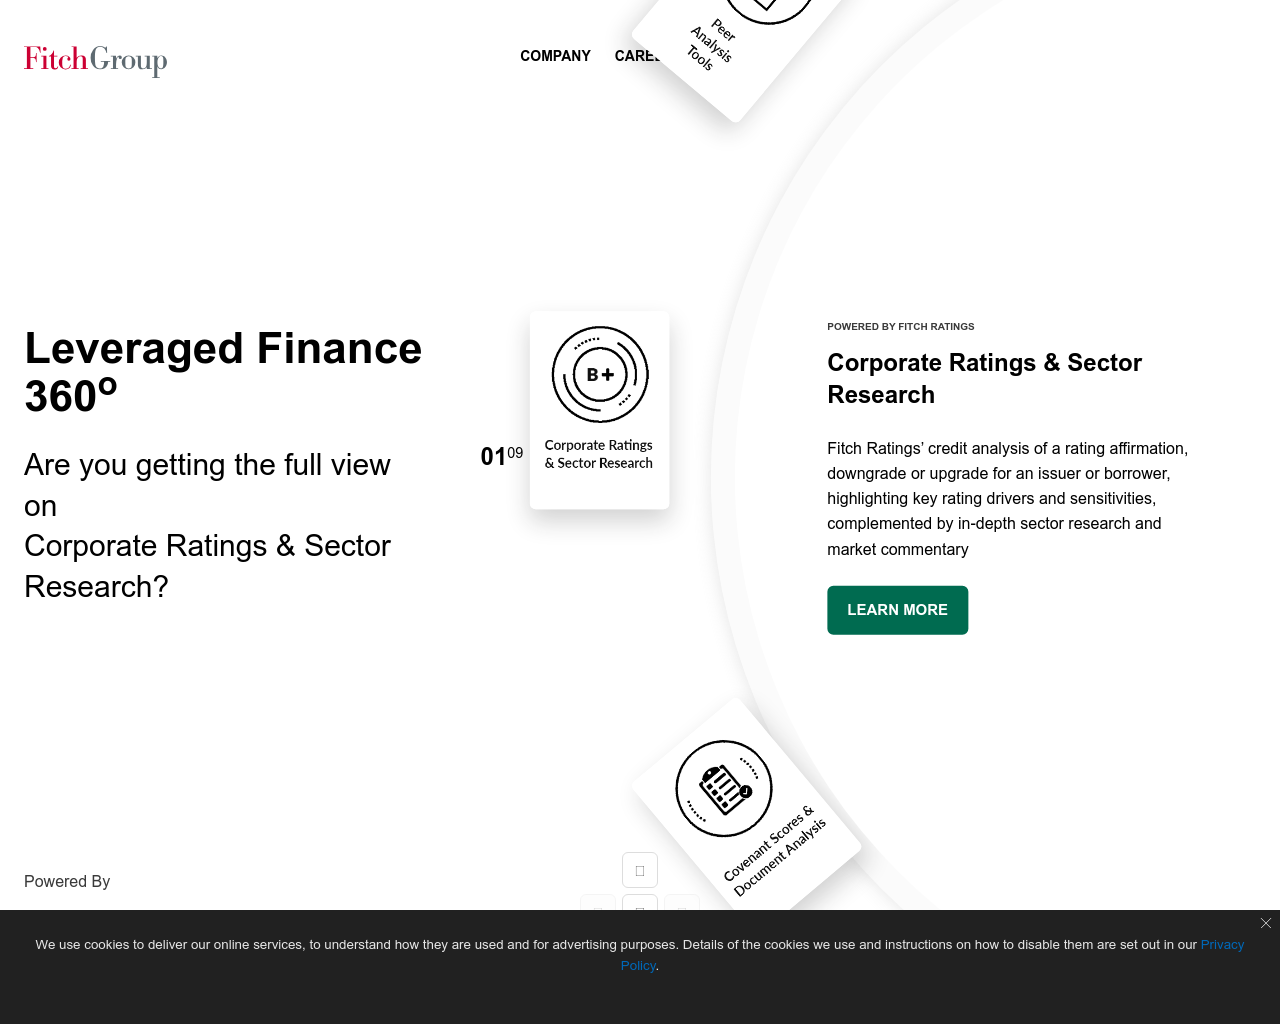 FitchGroup
COMPANY
Peer
Analysis
Tools
Leveraged Finance
360º
Are you getting the full view
on
Corporate Ratings & Sector
Research?
0109
B+
Corporate Ratings
& Sector Research
POWERED BY FITCH RATINGS
Corporate Ratings & Sector
Research
Fitch Ratings’ credit analysis of a rating affirmation,
downgrade or upgrade for an issuer or borrower,
highlighting key rating drivers and sensitivities,
complemented by in-depth sector research and
market commentary
LEARN MORE
Covenant Scores &
Document Analysis
Powered By
We use cookies to deliver our online services, to understand how they are used and for advertising purposes. Details of the cookies we use and instructions on how to disable them are set out in our Privacy
Policy.